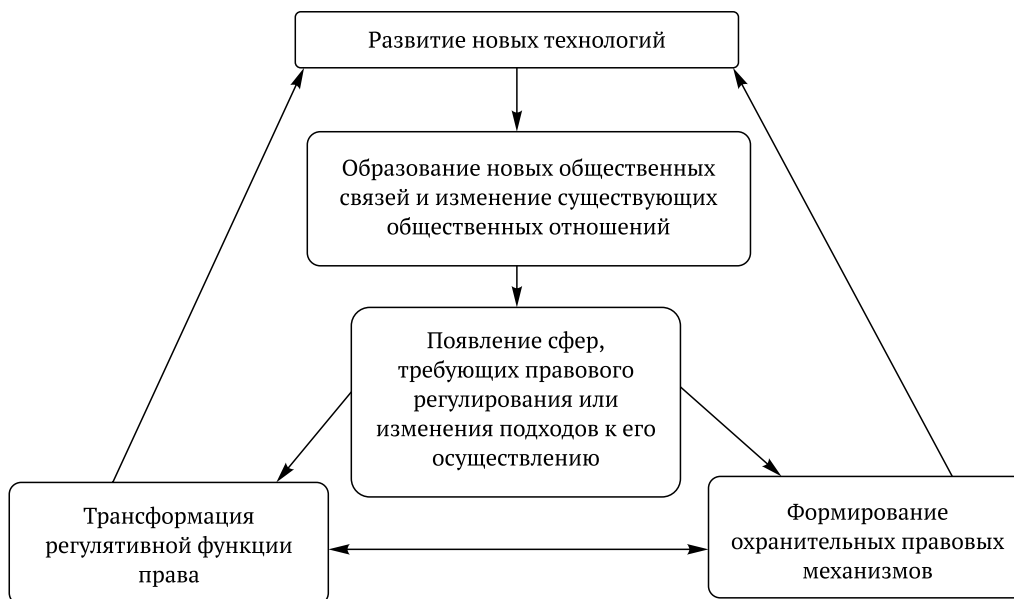 Развитие новых технологий
Образование новых общественных
связей и изменение существующих
общественных отношений
Появление сфер,
требующих правового
регулирования или
изменения подходов к его
осуществлению
Трансформация
регулятивной функции
права
Формирование
охранительных правовых
механизмов